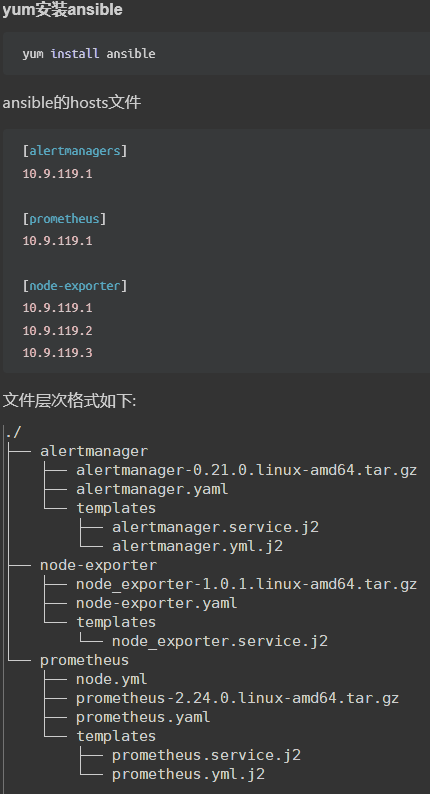 yum安装ansible
yum install ansible
ansible的hosts文件
[alertmanagers]
10.9.119.1
[prometheus]
10.9.119.1
[node-exporter]
10.9.119.1
10.9.119.2
10.9.119.3
文件层次格式如下:
./
├── alertmanager
│   ├── alertmanager-0.21.0.linux-amd64.tar.gz
│   ├── alertmanager.yaml
│   └── templates
│       ├── alertmanager.service.j2
│       └── alertmanager.yml.j2
├── node-exporter
│   ├── node_exporter-1.0.1.linux-amd64.tar.gz
│   ├── node-exporter.yaml
│   └── templates
│       └── node_exporter.service.j2
└── prometheus
    ├── node.yml
    ├── prometheus-2.24.0.linux-amd64.tar.gz
    ├── prometheus.yaml
    └── templates
        ├── prometheus.service.j2
        └── prometheus.yml.j2